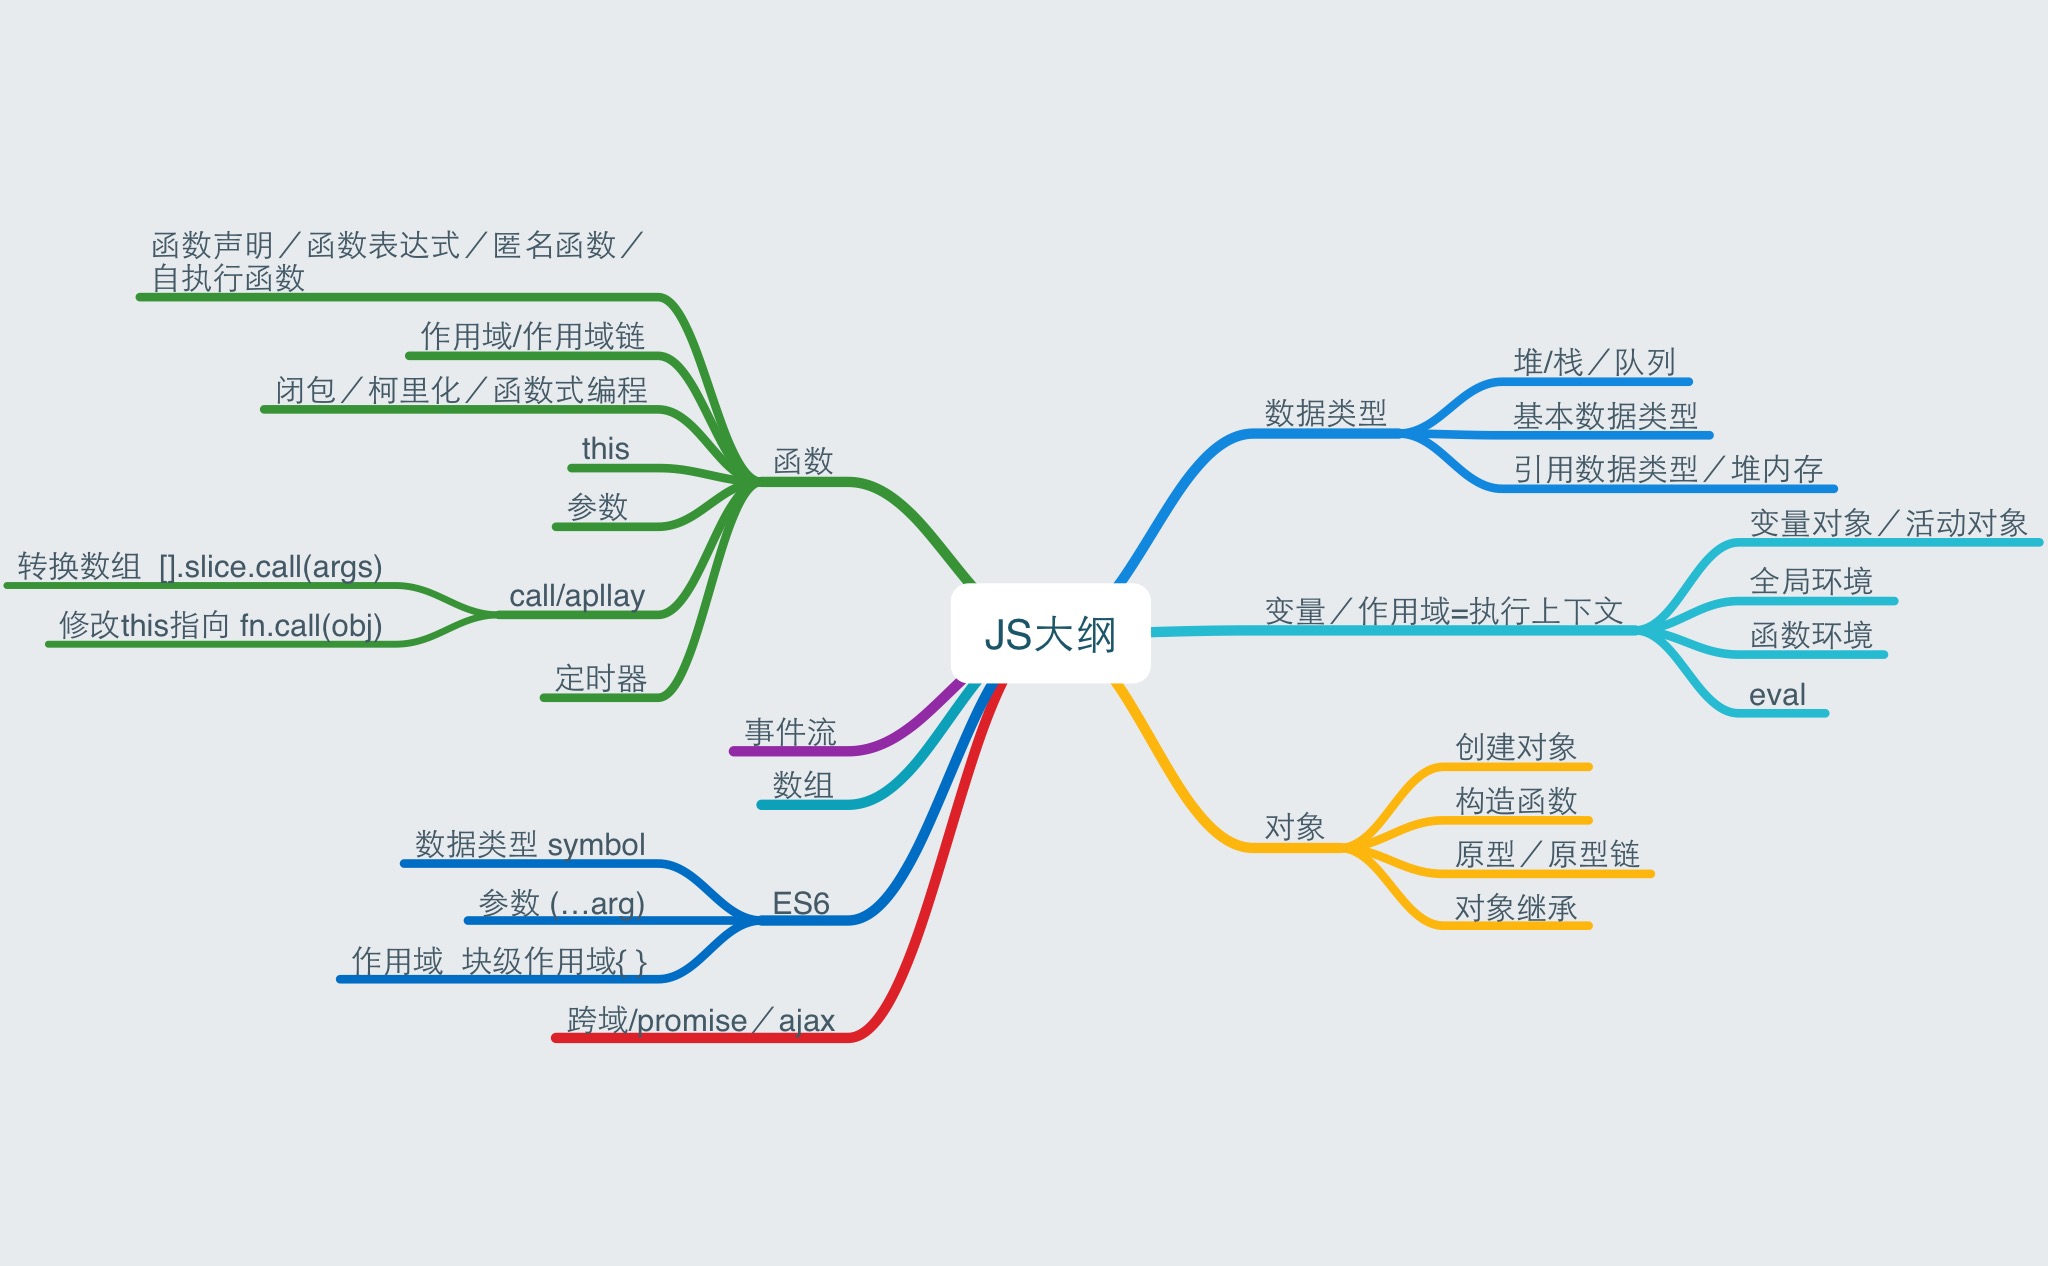 JS大纲
数据类型
堆/栈／队列
基本数据类型
引用数据类型／堆内存
变量／作用域=执行上下文
变量对象／活动对象
全局环境
函数环境
eval
对象
创建对象
构造函数
原型／原型链
对象继承
函数
函数声明／函数表达式／匿名函数／
自执行函数
作用域/作用域链
闭包／柯里化／函数式编程
this
参数
call/apllay
转换数组  [].slice.call(args)
修改this指向 fn.call(obj)
定时器
事件流
数组
ES6
数据类型 symbol
参数 (…arg)
作用域  块级作用域{ }
跨域/promise／ajax